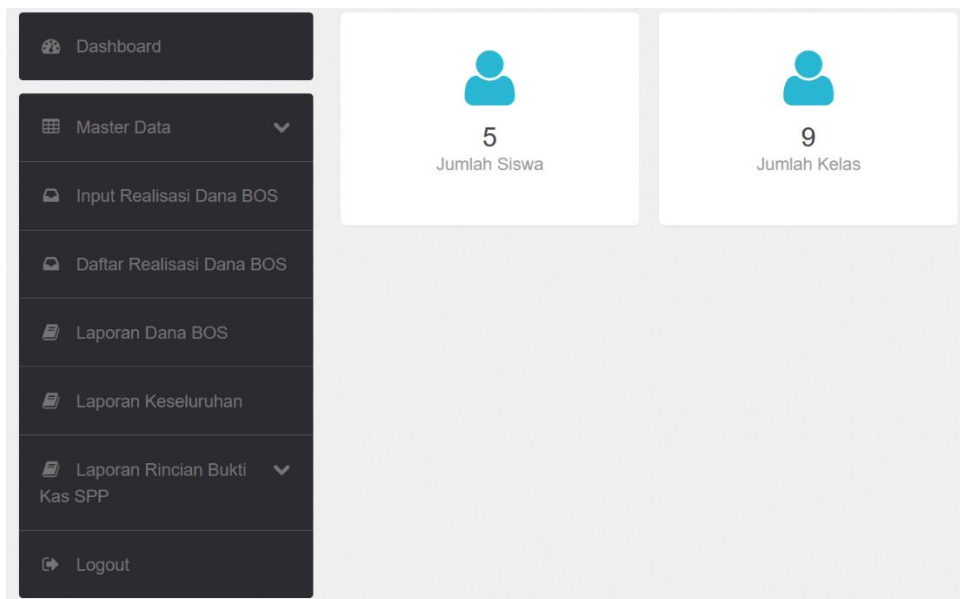 Dashboard
Master Data
Input Realisasi Dana BOS
Daftar Realisasi Dana BOS
Laporan Dana BOS
Laporan Keseluruhan
Laporan Rincian Bukti
Kas SPP
Logout
5
Jumlah Siswa
9
Jumlah Kelas